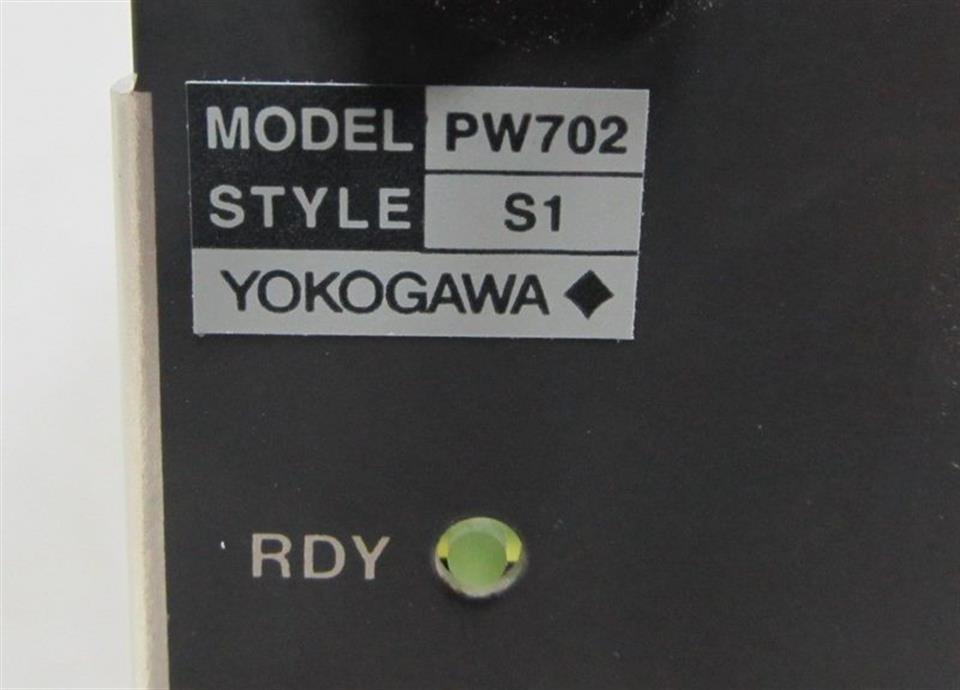 MODEL PW702
STYLE S1
YOKOGAWA
RDY